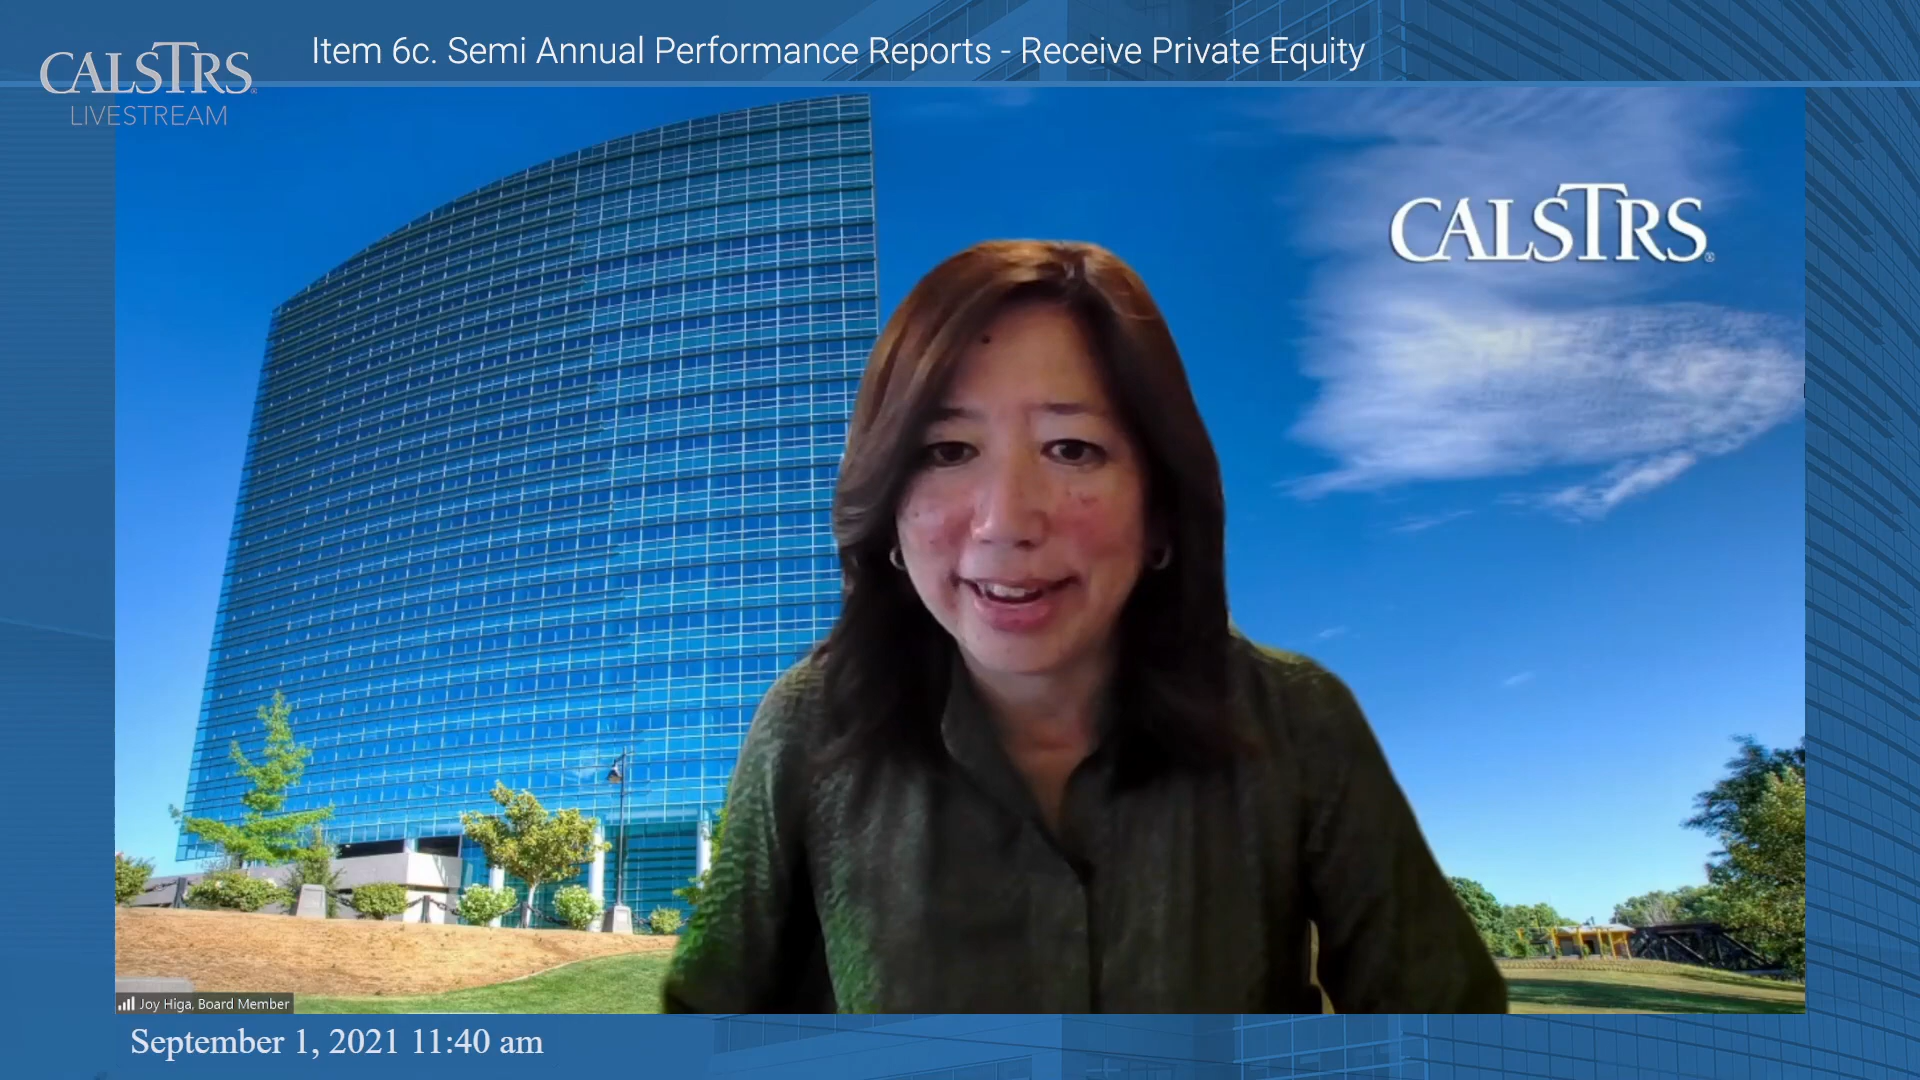 Item 6c. Semi Annual Performance Reports - Receive Private Equity
CALSTRS®
LIVESTREAM
CALSTRS®
Joy Higa, Board Member
September 1, 2021 11:40 am